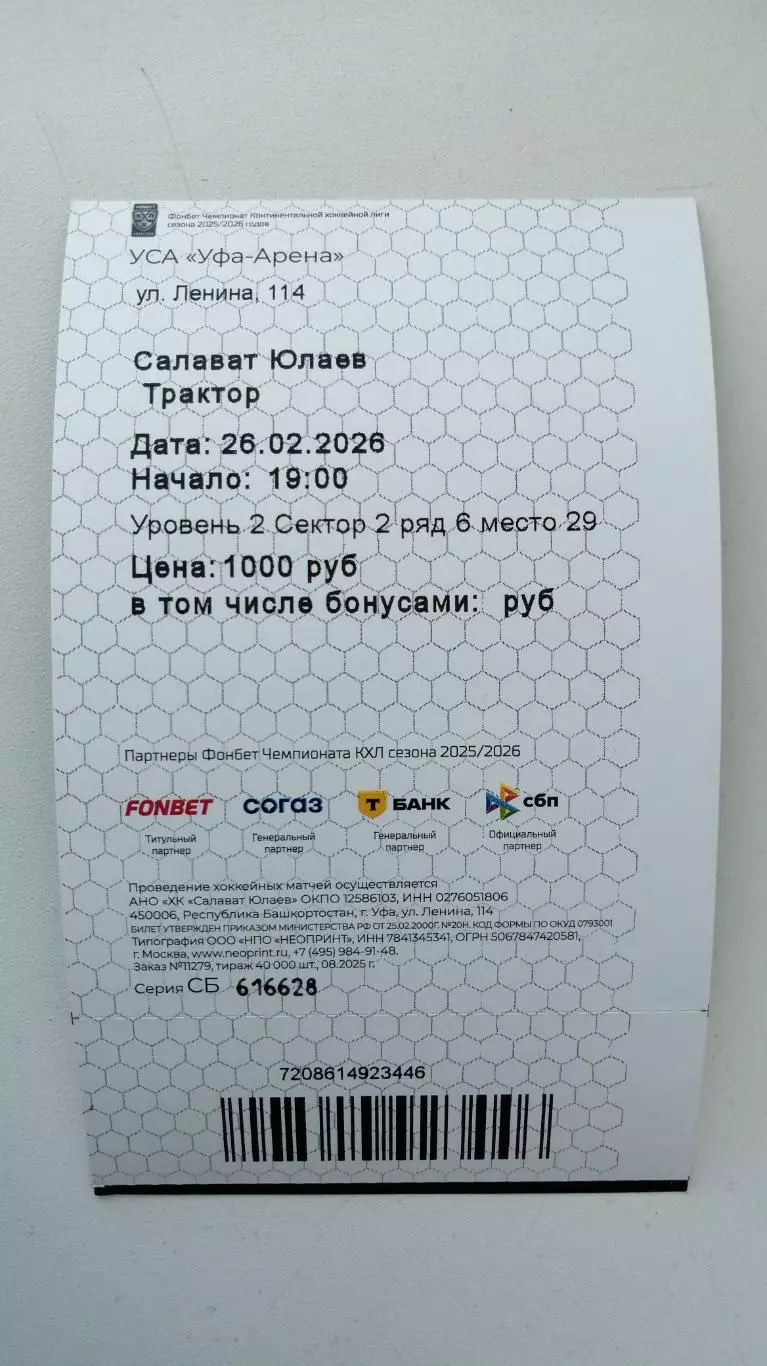 Фонбет Чемпионат Континентальной хоккейной лиги
сезона 2025/2026 годов
УСА «Уфа-Арена»
ул. Ленина, 114
Салават Юлаев
Трактор
Дата: 26.02.2026
Начало: 19:00
Уровень 2 Сектор 2 ряд 6 место 29
Цена: 1000 руб
в том числе бонусами: руб
Партнеры Фонбет Чемпионата КХЛ сезона 2025/2026
FONBET СОГАЗ Т БАНК сбп
Титульный партнер Генеральный партнер Генеральный партнер Официальный партнер
Проведение хоккейных матчей осуществляется
АНО «ХК «Салават Юлаев» ОКПО 12586103, ИНН 0276051806
450006, Республика Башкортостан, г. Уфа, ул. Ленина, 114
БИЛЕТ УТВЕРЖДЕН ПРИКАЗОМ МИНИСТЕРСТВА РФ ОТ 25.02.2000Г. №20Н. КОД ФОРМЫ ПО ОКУД 0793001
Типография ООО «НПО «НЕОПРИНТ», ИНН 7841345341, ОГРН 5067847420581,
г. Москва, www.neoprint.ru, +7 (495) 984-91-48.
Заказ №11279, тираж 40 000 шт., 08.2025 г.
Серия СБ 616628
7208614923446